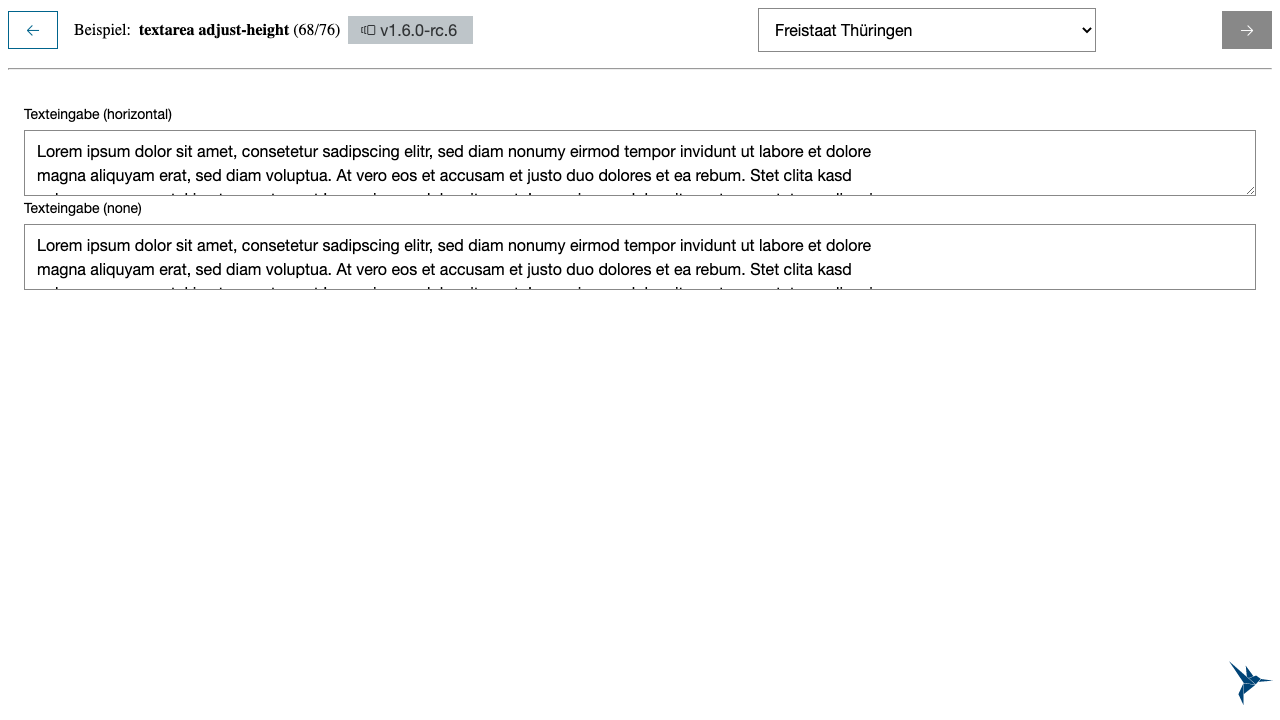 Beispiel: textarea adjust-height (68/76) v1.6.0-rc.6 Freistaat Thüringen
Texteingabe (horizontal)
Lorem ipsum dolor sit amet, consetetur sadipscing elitr, sed diam nonumy eirmod tempor invidunt ut labore et dolore
magna aliquyam erat, sed diam voluptua. At vero eos et accusam et justo duo dolores et ea rebum. Stet clita kasd
Texteingabe (none)
Lorem ipsum dolor sit amet, consetetur sadipscing elitr, sed diam nonumy eirmod tempor invidunt ut labore et dolore
magna aliquyam erat, sed diam voluptua. At vero eos et accusam et justo duo dolores et ea rebum. Stet clita kasd